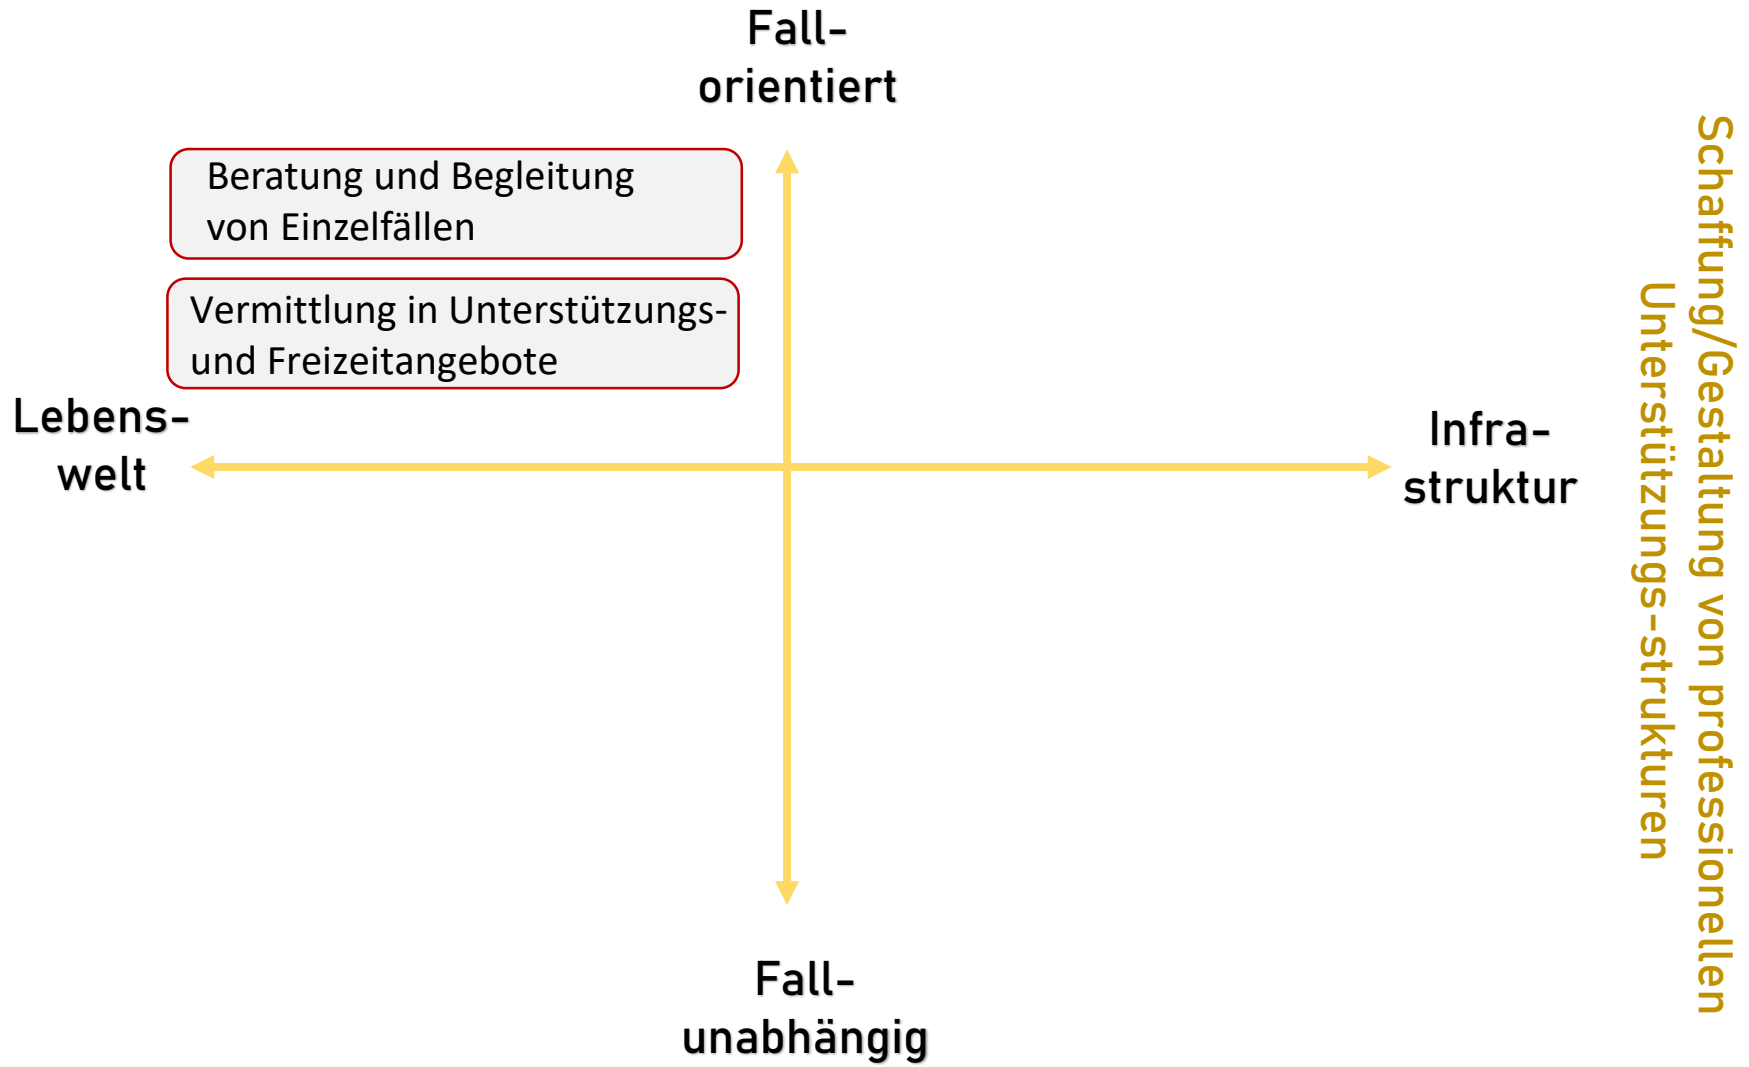 Fall-
orientiert
Beratung und Begleitung
von Einzelfällen
Vermittlung in Unterstützungs-
und Freizeitangebote
Lebens-
welt
Infra-
struktur
Schaffung/Gestaltung von professionellen
Unterstützungs-strukturen
Fall-
unabhängig